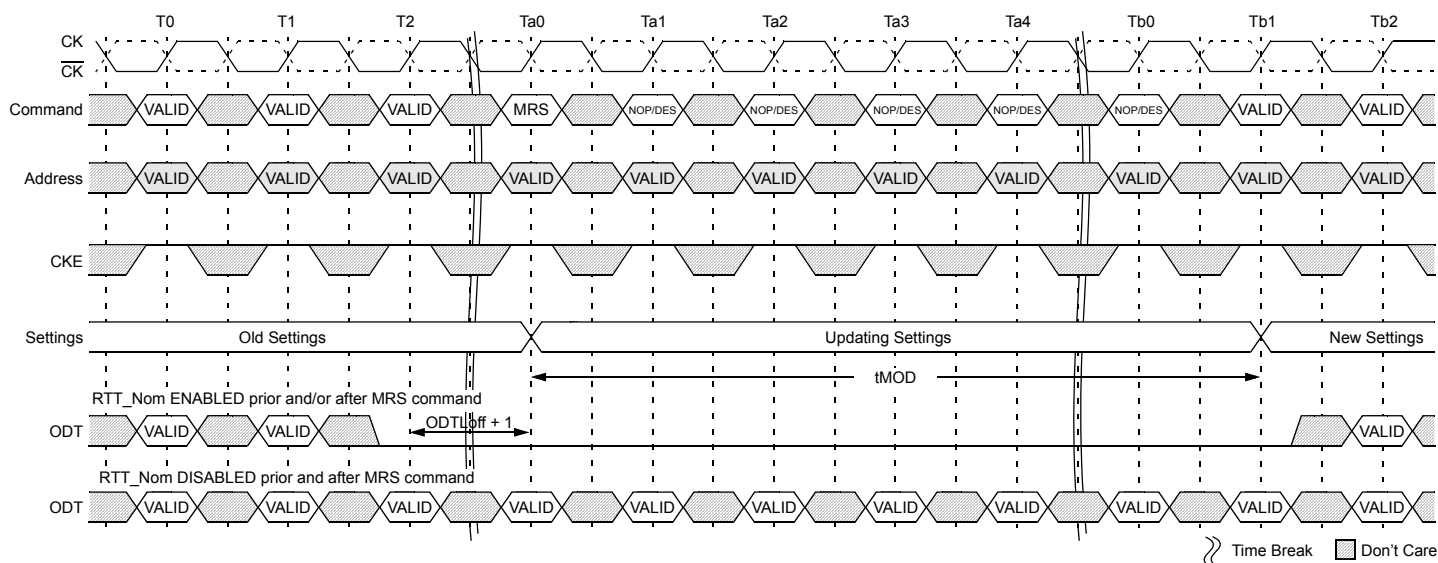 T0 T1 T2 Ta0 Ta1 Ta2 Ta3 Ta4 Tb0 Tb1 Tb2
CK
CK
Command VALID VALID VALID MRS NOP/DES NOP/DES NOP/DES NOP/DES NOP/DES VALID VALID
Address VALID VALID VALID VALID VALID VALID VALID VALID VALID VALID VALID
CKE
Settings Old Settings Updating Settings New Settings
tMOD
RTT_Nom ENABLED prior and/or after MRS command
ODTLoff + 1
ODT VALID VALID VALID
RTT_Nom DISABLED prior and after MRS command
ODT VALID VALID VALID VALID VALID VALID VALID VALID VALID VALID VALID
Time Break Don't Care